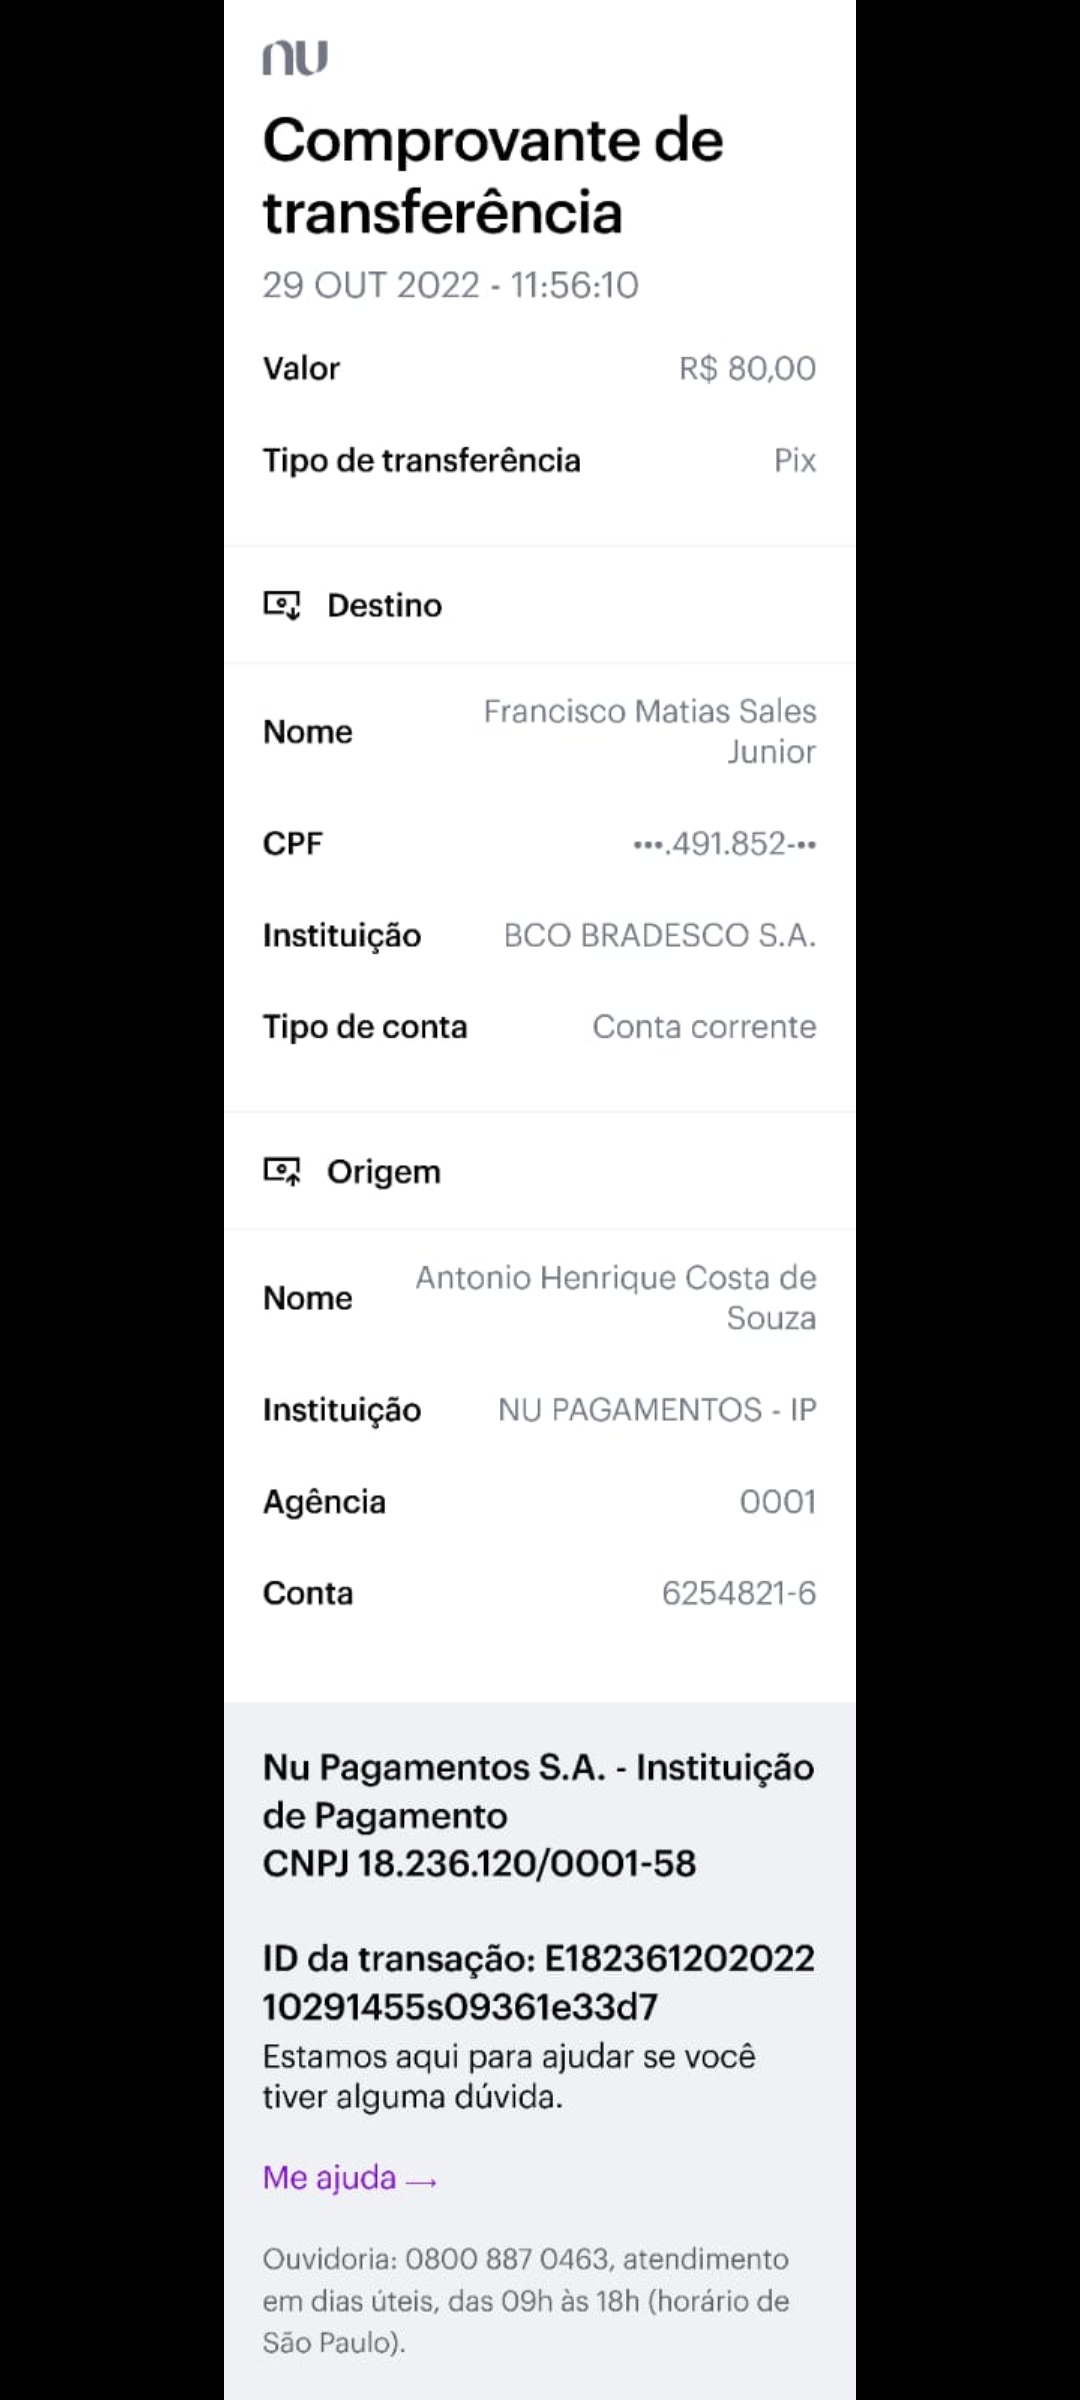 nu
Comprovante de
transferência
29 OUT 2022 - 11:56:10
Valor R$ 80,00
Tipo de transferência Pix
Destino
Nome Francisco Matias Sales
Junior
CPF •••.491.852-••
Instituição BCO BRADESCO S.A.
Tipo de conta Conta corrente
Origem
Nome Antonio Henrique Costa de
Souza
Instituição NU PAGAMENTOS - IP
Agência 0001
Conta 6254821-6
Nu Pagamentos S.A. - Instituição
de Pagamento
CNPJ 18.236.120/0001-58
ID da transação: E182361202022
10291455s09361e33d7
Estamos aqui para ajudar se você
tiver alguma dúvida.
Me ajuda →
Ouvidoria: 0800 887 0463, atendimento
em dias úteis, das 09h às 18h (horário de
São Paulo).